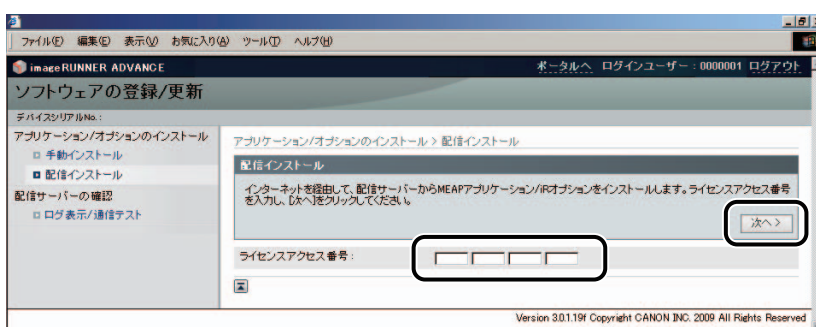 ファイル(F) 編集(E) 表示(V) お気に入り(A) ツール(T) ヘルプ(H)
imageRUNNER ADVANCE ポータルへ ログインユーザー : 0000001 ログアウト
ソフトウェアの登録/更新
デバイスシリアルNo. :
アプリケーション/オプションのインストール
手動インストール
配信インストール
配信サーバーの確認
ログ表示/通信テスト
アプリケーション/オプションのインストール > 配信インストール
配信インストール
インターネットを経由して、配信サーバーからMEAPアプリケーション/iRオプションをインストールします。ライセンスアクセス番号
を入力し、[次へ]をクリックしてください。
次へ >
ライセンスアクセス番号 :
Version 3.0.1.19f Copyright CANON INC. 2009 All Rights Reserved